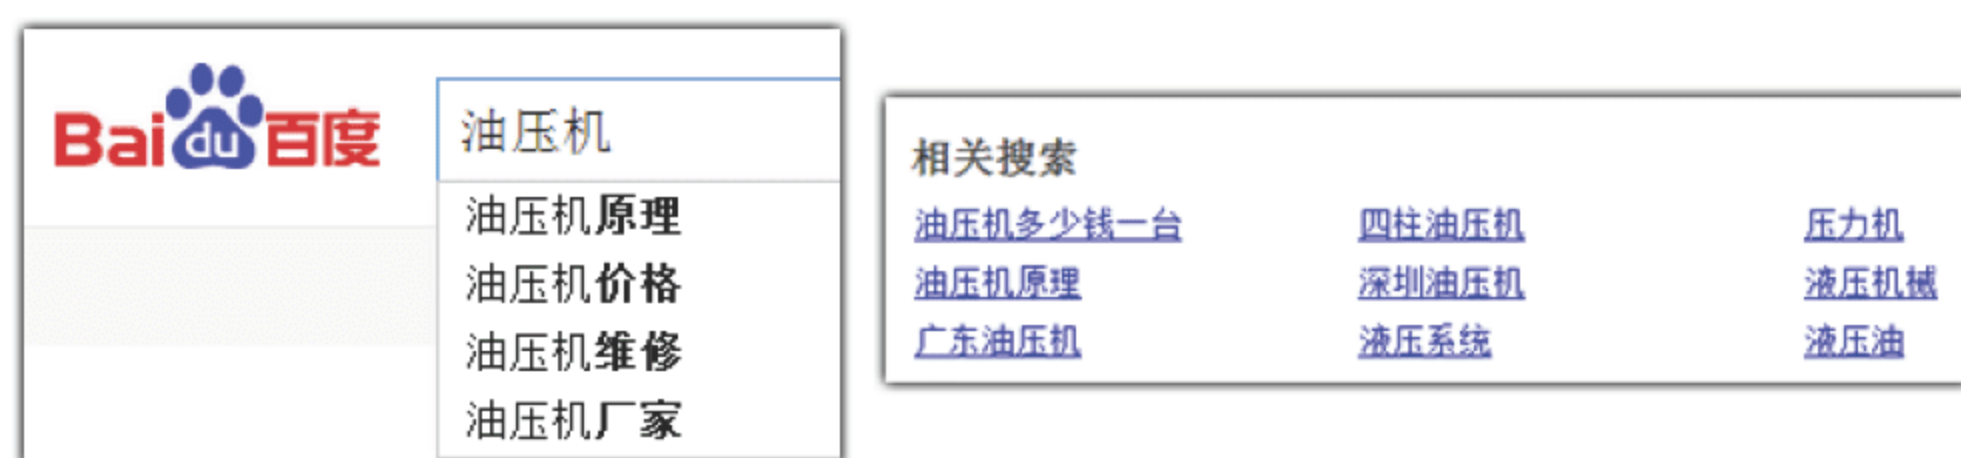 Bai du 百度
油压机
油压机原理
油压机价格
油压机维修
油压机厂家
相关搜索
油压机多少钱一台 四柱油压机 压力机
油压机原理 深圳油压机 液压机械
广东油压机 液压系统 液压油